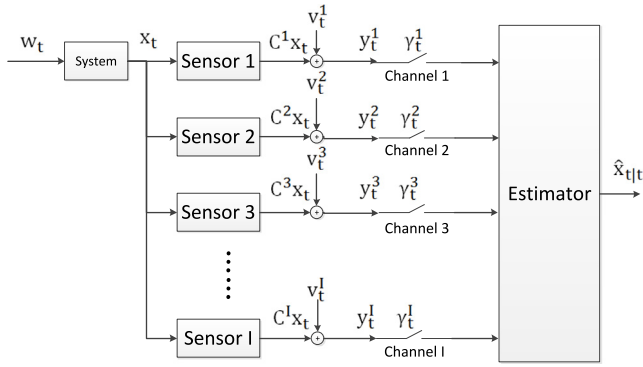 w_t
System
x_t
Sensor 1
C^1x_t
v_t^1
y_t^1
γ_t^1
Channel 1
Sensor 2
C^2x_t
v_t^2
y_t^2
γ_t^2
Channel 2
Sensor 3
C^3x_t
v_t^3
y_t^3
γ_t^3
Channel 3
Sensor I
C^Ix_t
v_t^I
y_t^I
γ_t^I
Channel I
Estimator
x̂_{t|t}